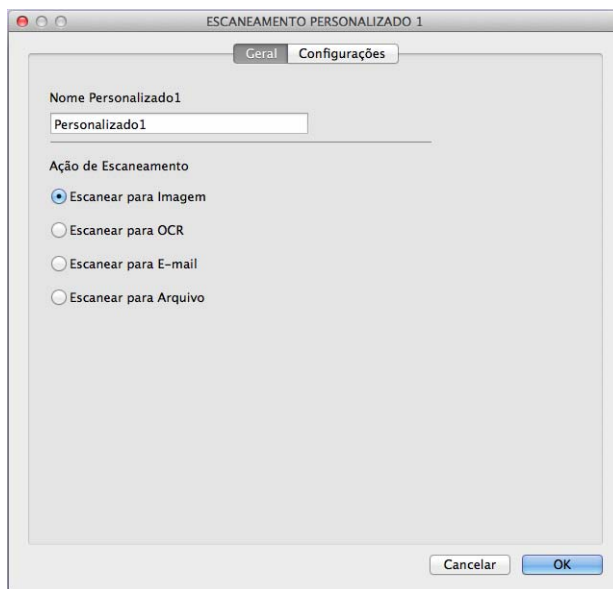 ESCANEAMENTO PERSONALIZADO 1
Geral Configurações
Nome Personalizado1
Personalizado1
Ação de Escaneamento
Escanear para Imagem
Escanear para OCR
Escanear para E-mail
Escanear para Arquivo
Cancelar OK